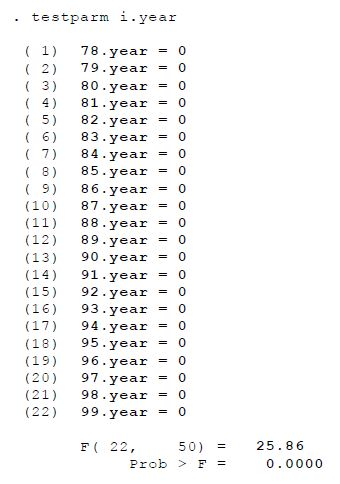 . testparm i.year
( 1) 78.year = 0
( 2) 79.year = 0
( 3) 80.year = 0
( 4) 81.year = 0
( 5) 82.year = 0
( 6) 83.year = 0
( 7) 84.year = 0
( 8) 85.year = 0
( 9) 86.year = 0
(10) 87.year = 0
(11) 88.year = 0
(12) 89.year = 0
(13) 90.year = 0
(14) 91.year = 0
(15) 92.year = 0
(16) 93.year = 0
(17) 94.year = 0
(18) 95.year = 0
(19) 96.year = 0
(20) 97.year = 0
(21) 98.year = 0
(22) 99.year = 0
F( 22, 50) = 25.86
Prob > F = 0.0000